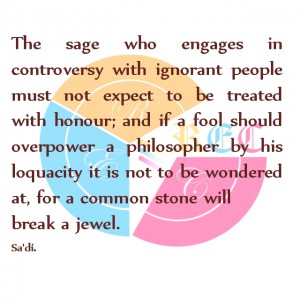 The sage who engages in
controversy with ignorant people
must not expect to be treated
with honour; and if a fool should
overpower a philosopher by his
loquacity it is not to be wondered
at, for a common stone will
break a jewel.
Sa'di.